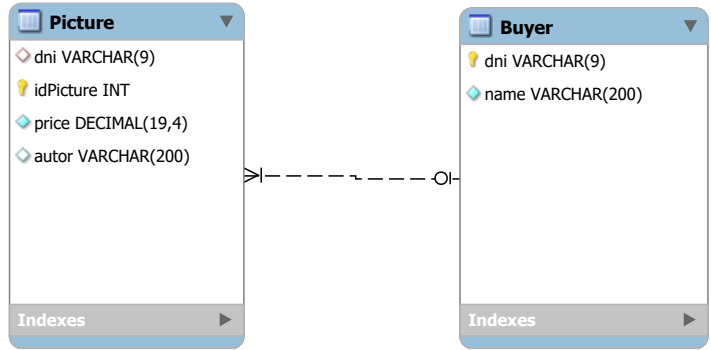 Picture
dni VARCHAR(9)
idPicture INT
price DECIMAL(19,4)
autor VARCHAR(200)
Indexes
Buyer
dni VARCHAR(9)
name VARCHAR(200)
Indexes